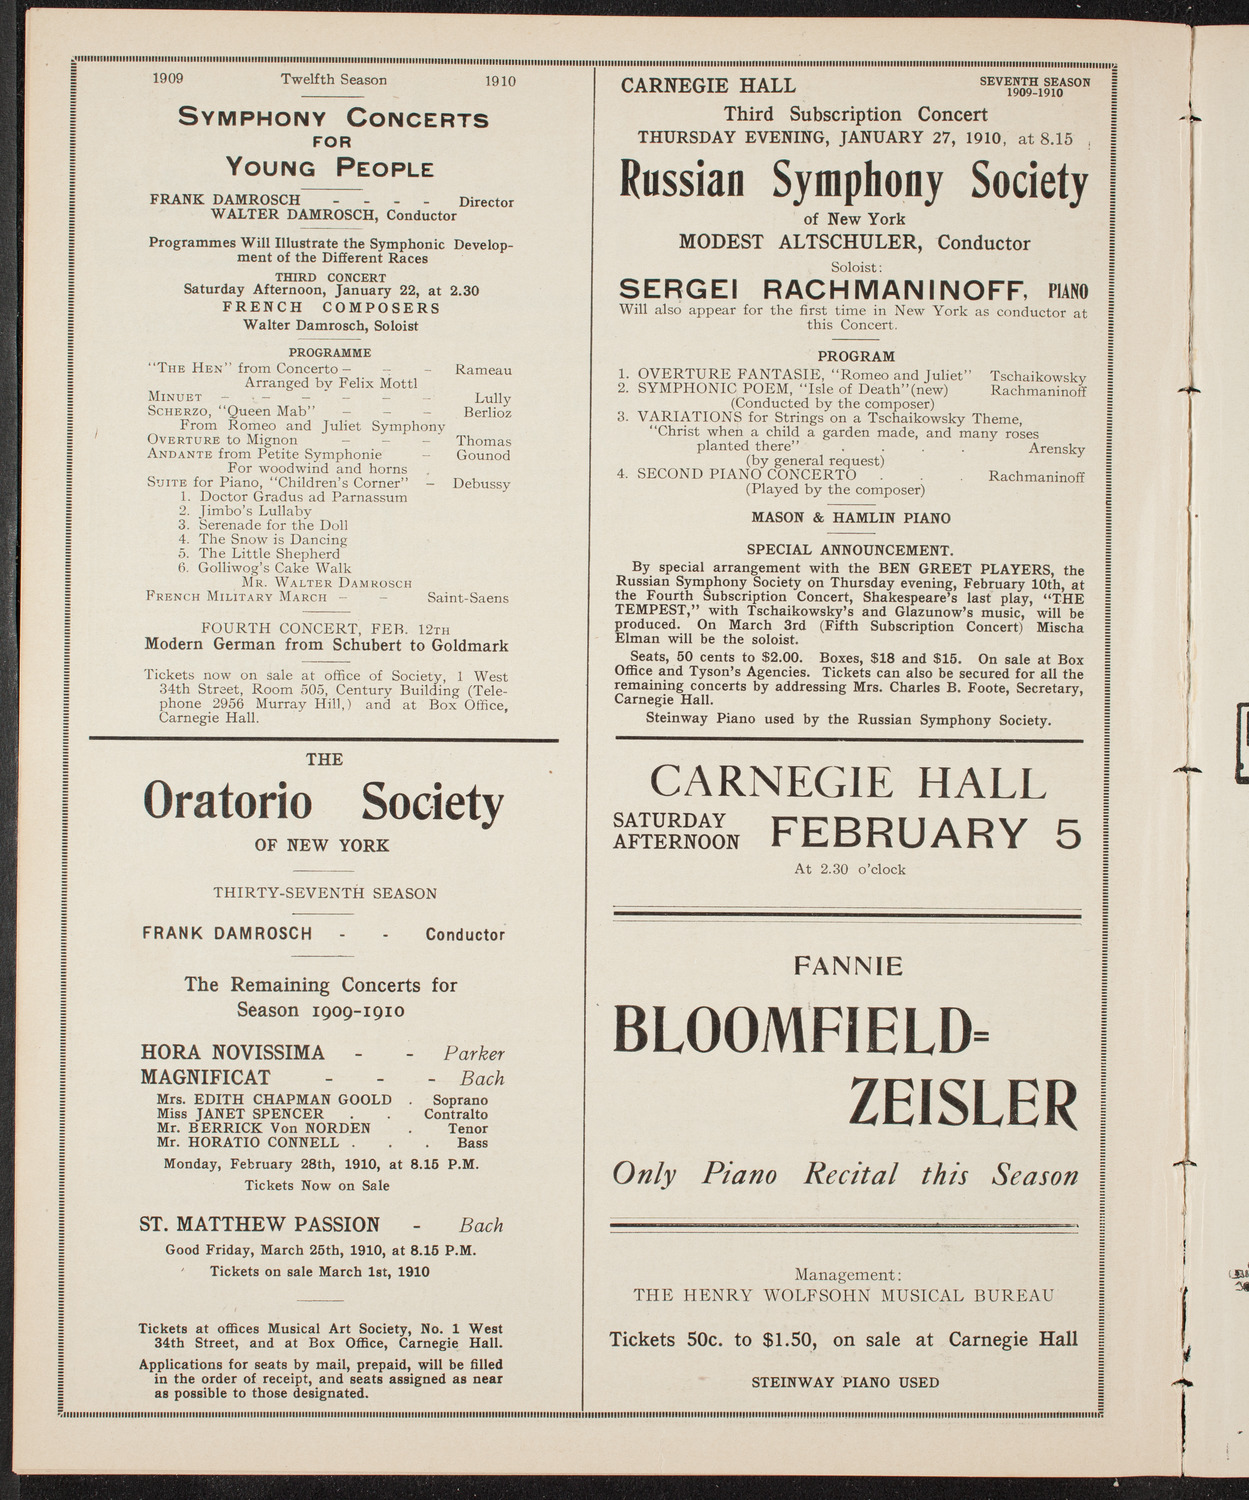 1909 Twelfth Season 1910
SYMPHONY CONCERTS
FOR
YOUNG PEOPLE
FRANK DAMROSCH - - - - Director
WALTER DAMROSCH, Conductor
Programmes Will Illustrate the Symphonic Develop-
ment of the Different Races
THIRD CONCERT
Saturday Afternoon, January 22, at 2.30
FRENCH COMPOSERS
Walter Damrosch, Soloist
PROGRAMME
"THE HEN" from Concerto — — — Rameau
Arranged by Felix Mottl
MINUET — — — — — — Lully
SCHERZO, "Queen Mab" — — — Berlioz
From Romeo and Juliet Symphony
OVERTURE to Mignon — — — Thomas
ANDANTE from Petite Symphonie — Gounod
For woodwind and horns
SUITE for Piano, "Children's Corner" — Debussy
1. Doctor Gradus ad Parnassum
2. Jimbo's Lullaby
3. Serenade for the Doll
4. The Snow is Dancing
5. The Little Shepherd
6. Golliwog's Cake Walk
MR. WALTER DAMROSCH
FRENCH MILITARY MARCH — — Saint-Saens
FOURTH CONCERT, FEB. 12TH
Modern German from Schubert to Goldmark
Tickets now on sale at office of Society, 1 West
34th Street, Room 505, Century Building (Tele-
phone 2956 Murray Hill,) and at Box Office,
Carnegie Hall.
THE
Oratorio Society
OF NEW YORK
THIRTY-SEVENTH SEASON
FRANK DAMROSCH - - Conductor
The Remaining Concerts for
Season 1909-1910
HORA NOVISSIMA - - Parker
MAGNIFICAT - - - Bach
Mrs. EDITH CHAPMAN GOOLD . Soprano
Miss JANET SPENCER . . Contralto
Mr. BERRICK Von NORDEN . Tenor
Mr. HORATIO CONNELL . . . Bass
Monday, February 28th, 1910, at 8.15 P.M.
Tickets Now on Sale
ST. MATTHEW PASSION - Bach
Good Friday, March 25th, 1910, at 8.15 P.M.
Tickets on sale March 1st, 1910
Tickets at offices Musical Art Society, No. 1 West
34th Street, and at Box Office, Carnegie Hall.
Applications for seats by mail, prepaid, will be filled
in the order of receipt, and seats assigned as near
as possible to those designated.
CARNEGIE HALL SEVENTH SEASON
1909-1910
Third Subscription Concert
THURSDAY EVENING, JANUARY 27, 1910, at 8.15
Russian Symphony Society
of New York
MODEST ALTSCHULER, Conductor
Soloist:
SERGEI RACHMANINOFF, PIANO
Will also appear for the first time in New York as conductor at
this Concert.
PROGRAM
1. OVERTURE FANTASIE, "Romeo and Juliet" Tschaikowsky
2. SYMPHONIC POEM, "Isle of Death" (new) Rachmaninoff
(Conducted by the composer)
3. VARIATIONS for Strings on a Tschaikowsky Theme,
"Christ when a child a garden made, and many roses
planted there" . . . . Arensky
(by general request)
4. SECOND PIANO CONCERTO . . . Rachmaninoff
(Played by the composer)
MASON & HAMLIN PIANO
SPECIAL ANNOUNCEMENT.
By special arrangement with the BEN GREET PLAYERS, the
Russian Symphony Society on Thursday evening, February 10th, at
the Fourth Subscription Concert, Shakespeare's last play, "THE
TEMPEST," with Tschaikowsky's and Glazunow's music, will be
produced. On March 3rd (Fifth Subscription Concert) Mischa
Elman will be the soloist.
Seats, 50 cents to $2.00. Boxes, $18 and $15. On sale at Box
Office and Tyson's Agencies. Tickets can also be secured for all the
remaining concerts by addressing Mrs. Charles B. Foote, Secretary,
Carnegie Hall.
Steinway Piano used by the Russian Symphony Society.
CARNEGIE HALL
SATURDAY
AFTERNOON FEBRUARY 5
At 2.30 o'clock
FANNIE
BLOOMFIELD=
ZEISLER
Only Piano Recital this Season
Management:
THE HENRY WOLFSOHN MUSICAL BUREAU
Tickets 50c. to $1.50, on sale at Carnegie Hall
STEINWAY PIANO USED